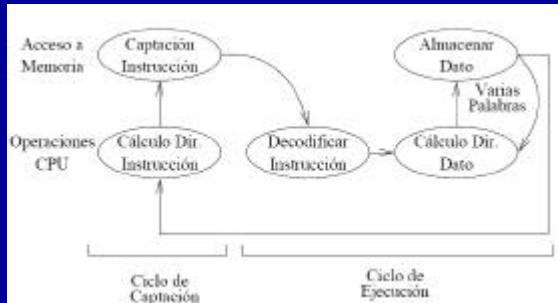 Acceso a
Memoria
Captación
Instrucción
Almacenar
Dato
Varias
Palabras
Operaciones
CPU
Cálculo Dir.
Instrucción
Decodificar
Instrucción
Cálculo Dir.
Dato
Ciclo de
Captación
Ciclo de
Ejecución